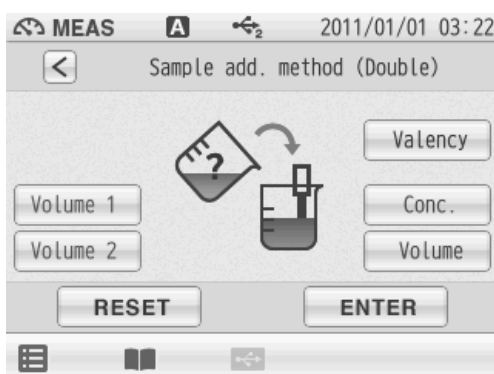 MEAS A 2 2011/01/01 03:22
< Sample add. method (Double)
?
Valency
Volume 1 Conc.
Volume 2 Volume
RESET ENTER